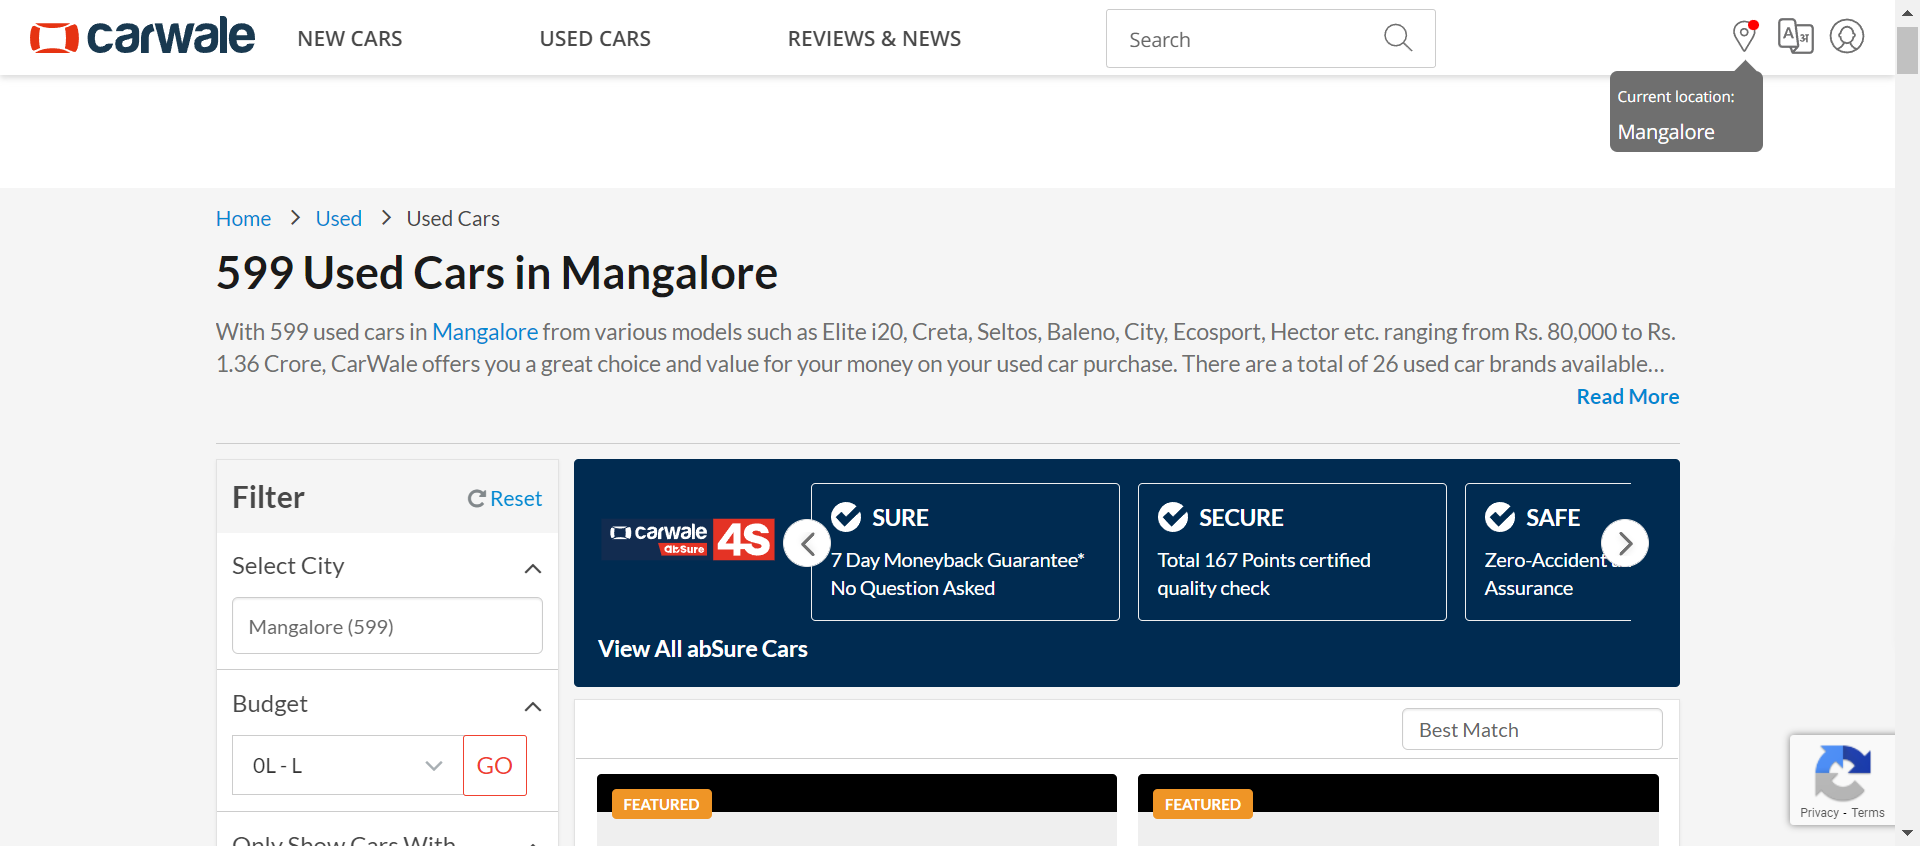 carwale NEW CARS USED CARS REVIEWS & NEWS Search
Current location:
Mangalore
Home > Used > Used Cars
599 Used Cars in Mangalore
With 599 used cars in Mangalore from various models such as Elite i20, Creta, Seltos, Baleno, City, Ecosport, Hector etc. ranging from Rs. 80,000 to Rs.
1.36 Crore, CarWale offers you a great choice and value for your money on your used car purchase. There are a total of 26 used car brands available...
Read More
Filter Reset
Select City
Mangalore (599)
Budget
0L - L GO
Only Show Cars With
carwale abSure 4S
SURE
7 Day Moneyback Guarantee*
No Question Asked
SECURE
Total 167 Points certified
quality check
SAFE
Zero-Accident
Assurance
View All abSure Cars
Best Match
FEATURED FEATURED
Privacy - Terms